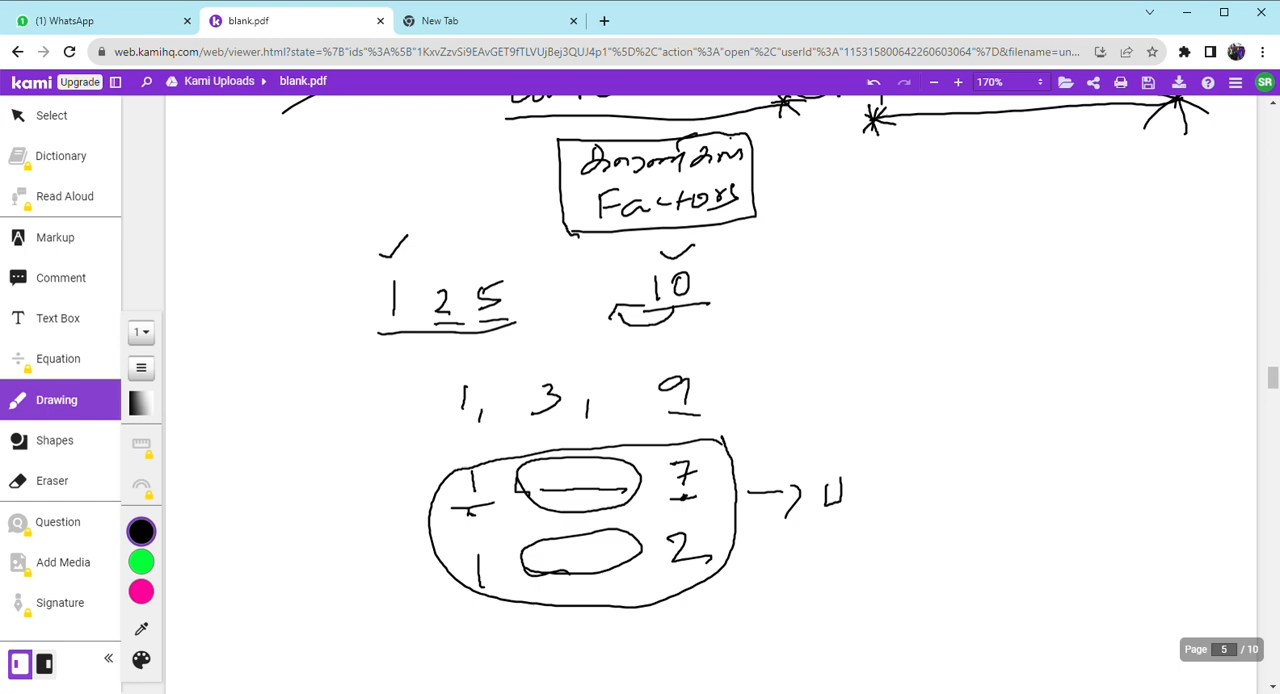 (1) WhatsApp
blank.pdf
New Tab
web.kamihq.com/web/viewer.html?state=%7B"ids"%3A%5B"1KxvZzvSi9EAvGET9fTLVUjBej3QUJ4p1"%5D%2C"action"%3A"open"%2C"userId"%3A"115315800642260603064"%7D&filename=un...
kami Upgrade Kami Uploads blank.pdf 170% SR
Select
Dictionary
Read Aloud
Markup
Comment
Text Box
Equation
Drawing
Shapes
Eraser
Question
Add Media
Signature
1
Factors
1 2 5 10
1, 3, 9
1 7
1 2
Page 5 / 10